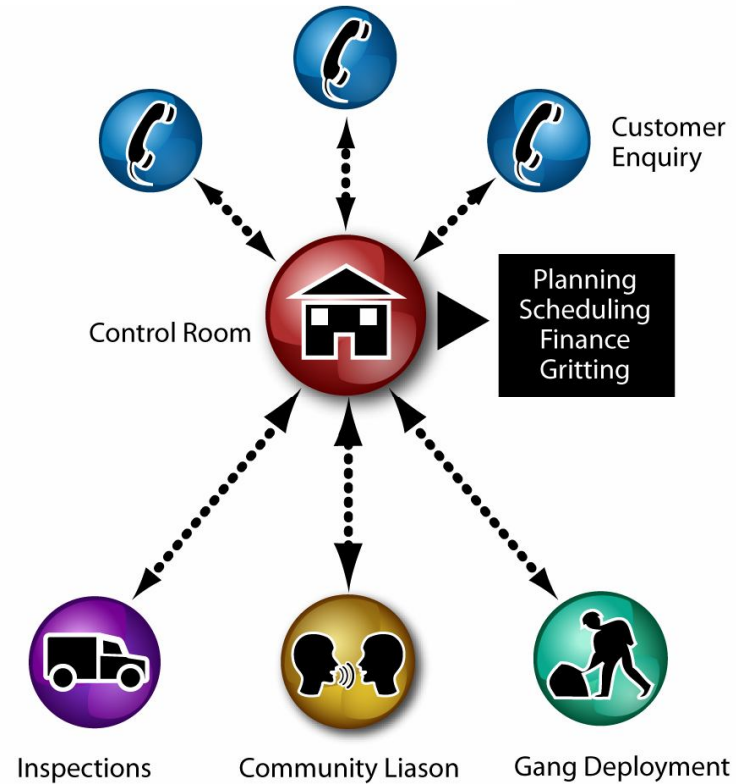 Customer
Enquiry
Planning
Scheduling
Finance
Gritting
Control Room
Inspections
Community Liason
Gang Deployment